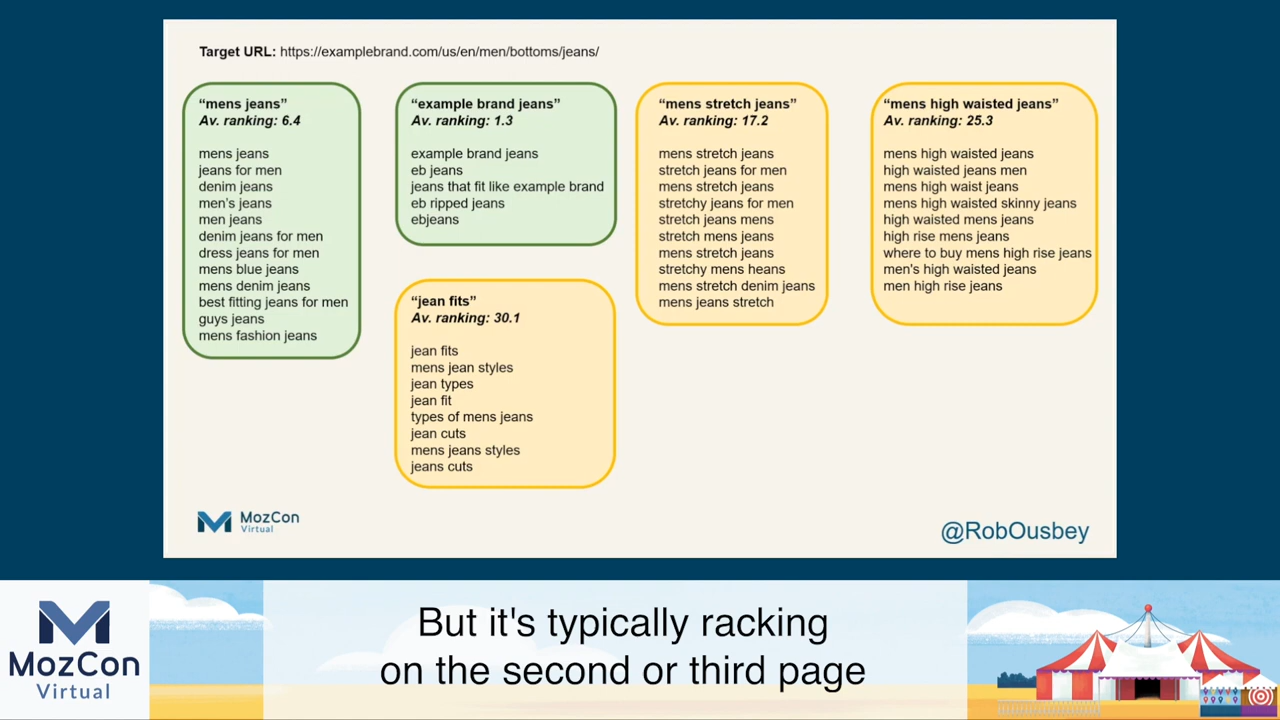 Target URL: https://examplebrand.com/us/en/men/bottoms/jeans/
“mens jeans”
Av. ranking: 6.4
mens jeans
jeans for men
denim jeans
men’s jeans
men jeans
denim jeans for men
dress jeans for men
mens blue jeans
mens denim jeans
best fitting jeans for men
guys jeans
mens fashion jeans
“example brand jeans”
Av. ranking: 1.3
example brand jeans
eb jeans
jeans that fit like example brand
eb ripped jeans
ebjeans
“jean fits”
Av. ranking: 30.1
jean fits
mens jean styles
jean types
jean fit
types of mens jeans
jean cuts
mens jeans styles
jeans cuts
“mens stretch jeans”
Av. ranking: 17.2
mens stretch jeans
stretch jeans for men
mens stretch jeans
stretchy jeans for men
stretch jeans mens
stretch mens jeans
mens stretch jeans
stretchy mens heans
mens stretch denim jeans
mens jeans stretch
“mens high waisted jeans”
Av. ranking: 25.3
mens high waisted jeans
high waisted jeans men
mens high waist jeans
mens high waisted skinny jeans
high waisted mens jeans
high rise mens jeans
where to buy mens high rise jeans
men's high waisted jeans
men high rise jeans
MozCon
Virtual
@RobOusbey
MozCon
Virtual
But it's typically racking
on the second or third page